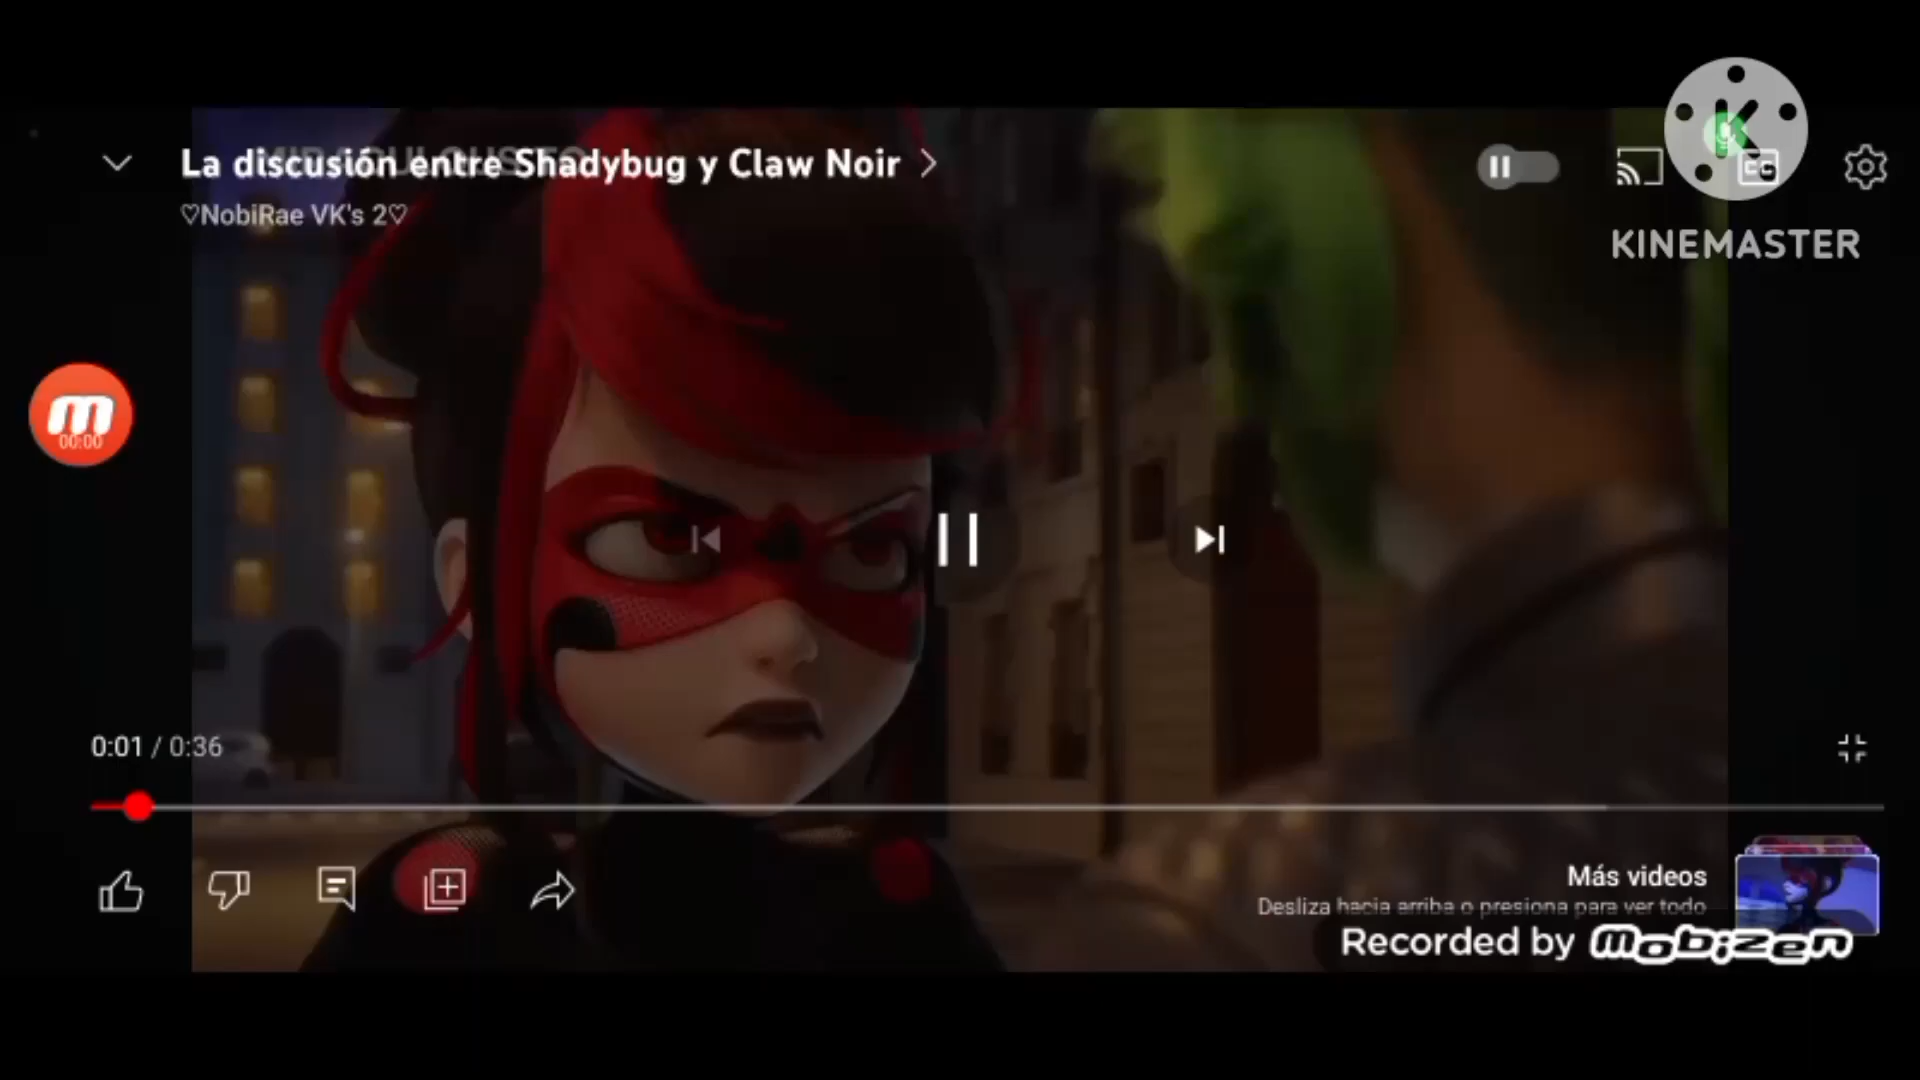 La discusión entre Shadybug y Claw Noir
♡NobiRae VK's 2♡
CC
KINEMASTER
00:00
0:01 / 0:36
Más videos
Desliza hacia arriba o presiona para ver todo
Recorded by mobizen